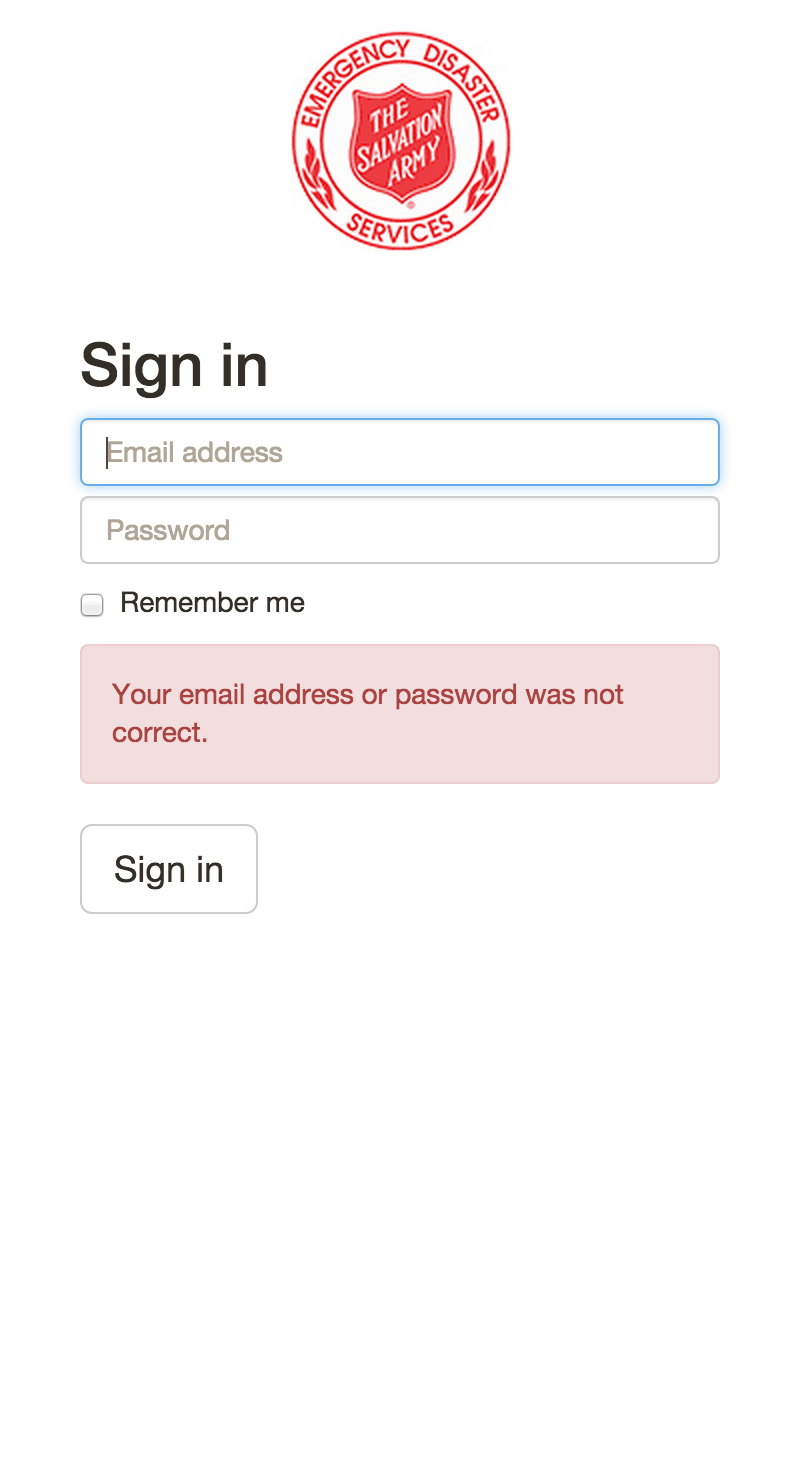 EMERGENCY DISASTER
THE
SALVATION
ARMY
®
SERVICES
Sign in
Email address
Password
Remember me
Your email address or password was not
correct.
Sign in